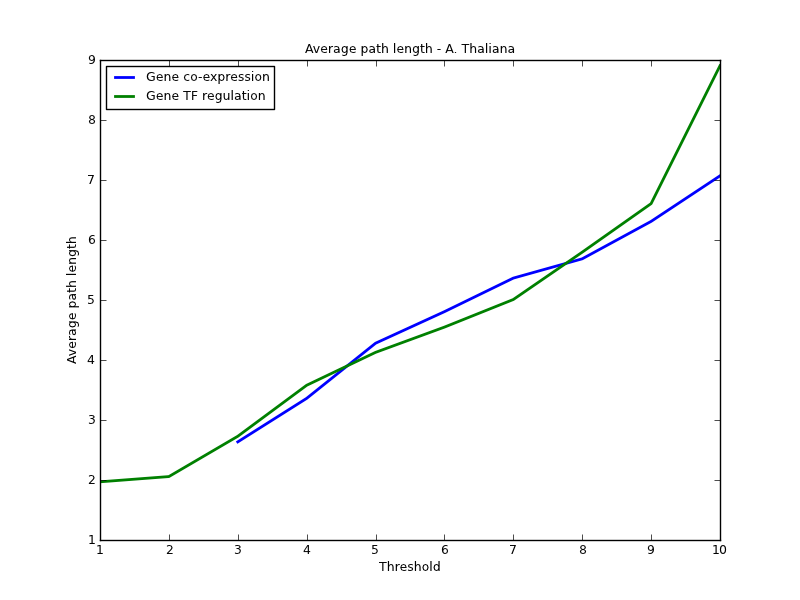 Average path length - A. Thaliana
Gene co-expression
Gene TF regulation
9
8
7
6
5
4
3
2
1
Average path length
1 2 3 4 5 6 7 8 9 10
Threshold